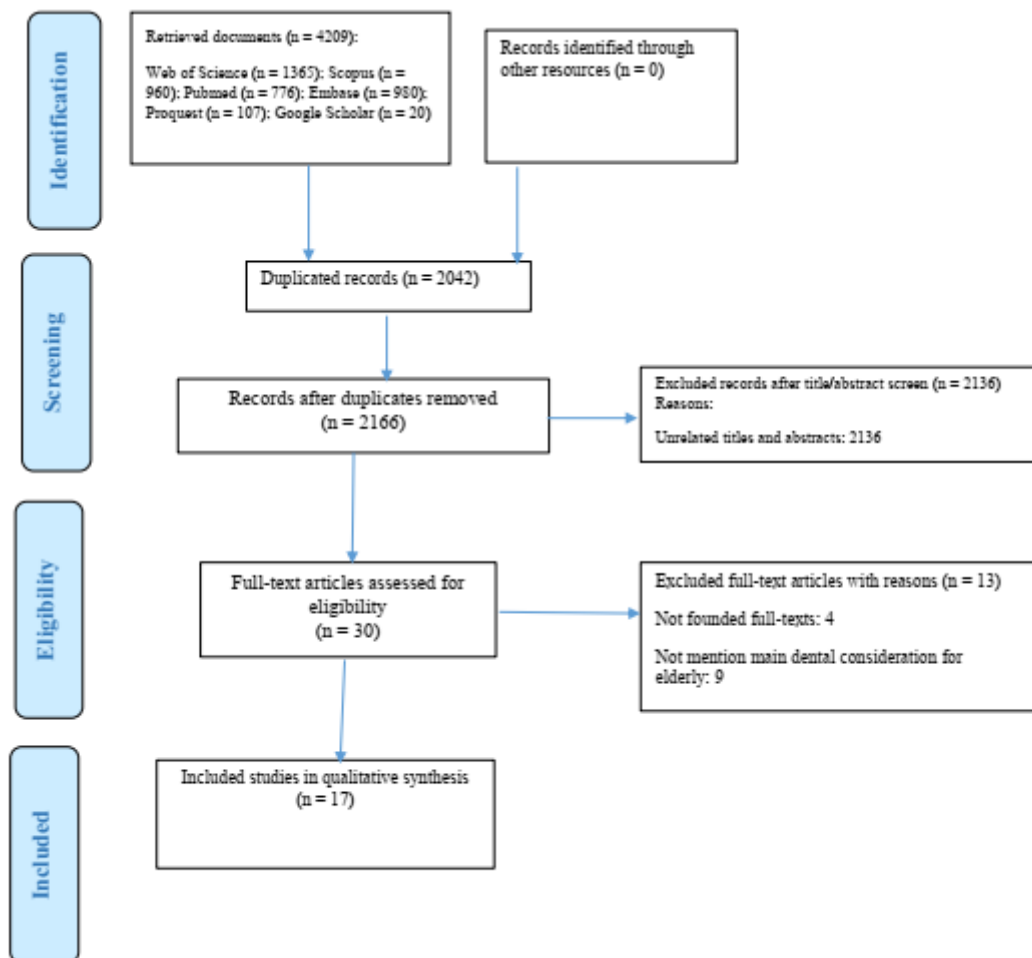 Identification
Retrieved documents (n = 4209):
Web of Science (n = 1365); Scopus (n =
960); Pubmed (n = 776); Embase (n = 980);
Proquest (n = 107); Google Scholar (n = 20)
Records identified through
other resources (n = 0)
Screening
Duplicated records (n = 2042)
Records after duplicates removed
(n = 2166)
Excluded records after title/abstract screen (n = 2136)
Reasons:
Unrelated titles and abstracts: 2136
Eligibility
Full-text articles assessed for
eligibility
(n = 30)
Excluded full-text articles with reasons (n = 13)
Not founded full-texts: 4
Not mention main dental consideration for
elderly: 9
Included
Included studies in qualitative synthesis
(n = 17)